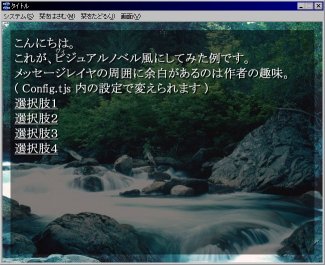 タイトル
システム(S) 栞をはさむ(W) 栞をたどる(L) 画面(V)
こんにちは。
これが、ビジュアルノベル風にしてみた例です。
メッセージレイヤの周囲に余白があるのは作者の趣味。
( Config.tjs 内の設定で変えられます )
選択肢1
選択肢2
選択肢3
選択肢4